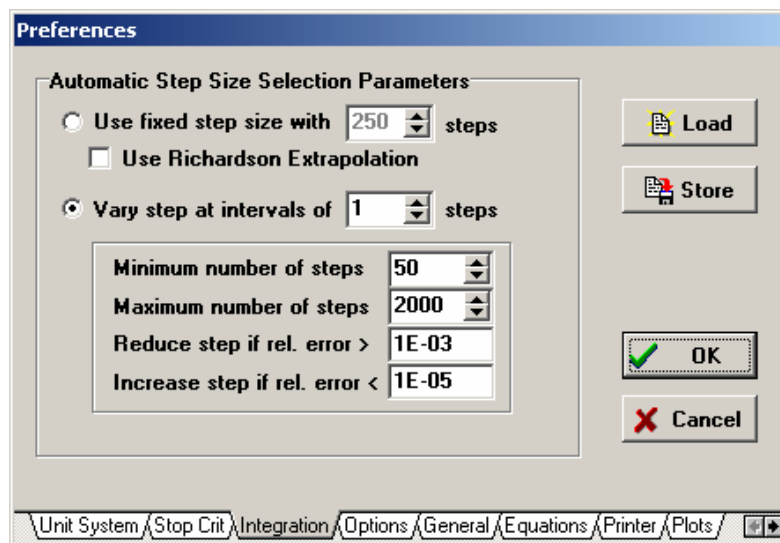 Preferences
Automatic Step Size Selection Parameters
Use fixed step size with 250 steps
Use Richardson Extrapolation
Vary step at intervals of 1 steps
Minimum number of steps 50
Maximum number of steps 2000
Reduce step if rel. error > 1E-03
Increase step if rel. error < 1E-05
Load
Store
OK
Cancel
Unit System Stop Crit Integration Options General Equations Printer Plots